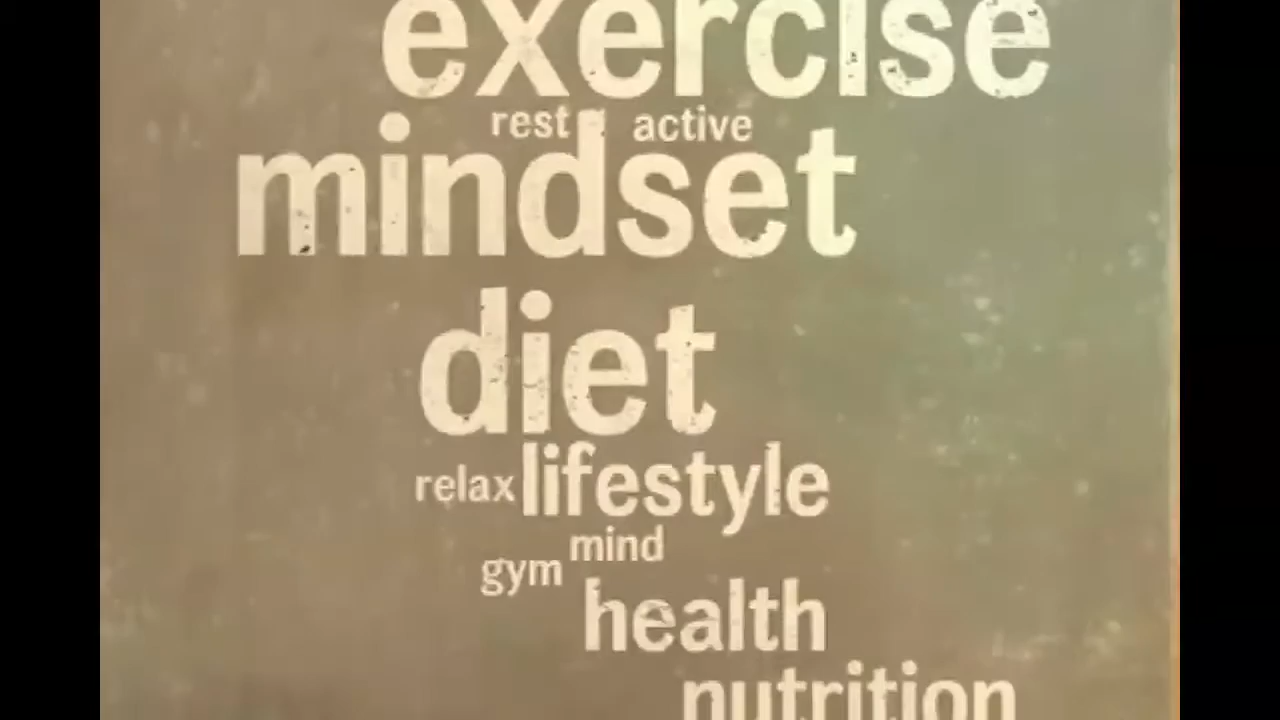 exercise
rest active
mindset
diet
relax lifestyle
mind
gym
health
nutrition